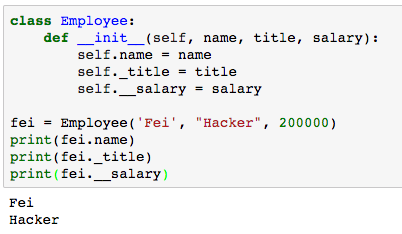 class Employee:
    def __init__(self, name, title, salary):
        self.name = name
        self._title = title
        self.__salary = salary

fei = Employee('Fei', "Hacker", 200000)
print(fei.name)
print(fei._title)
print(fei.__salary)
Fei
Hacker